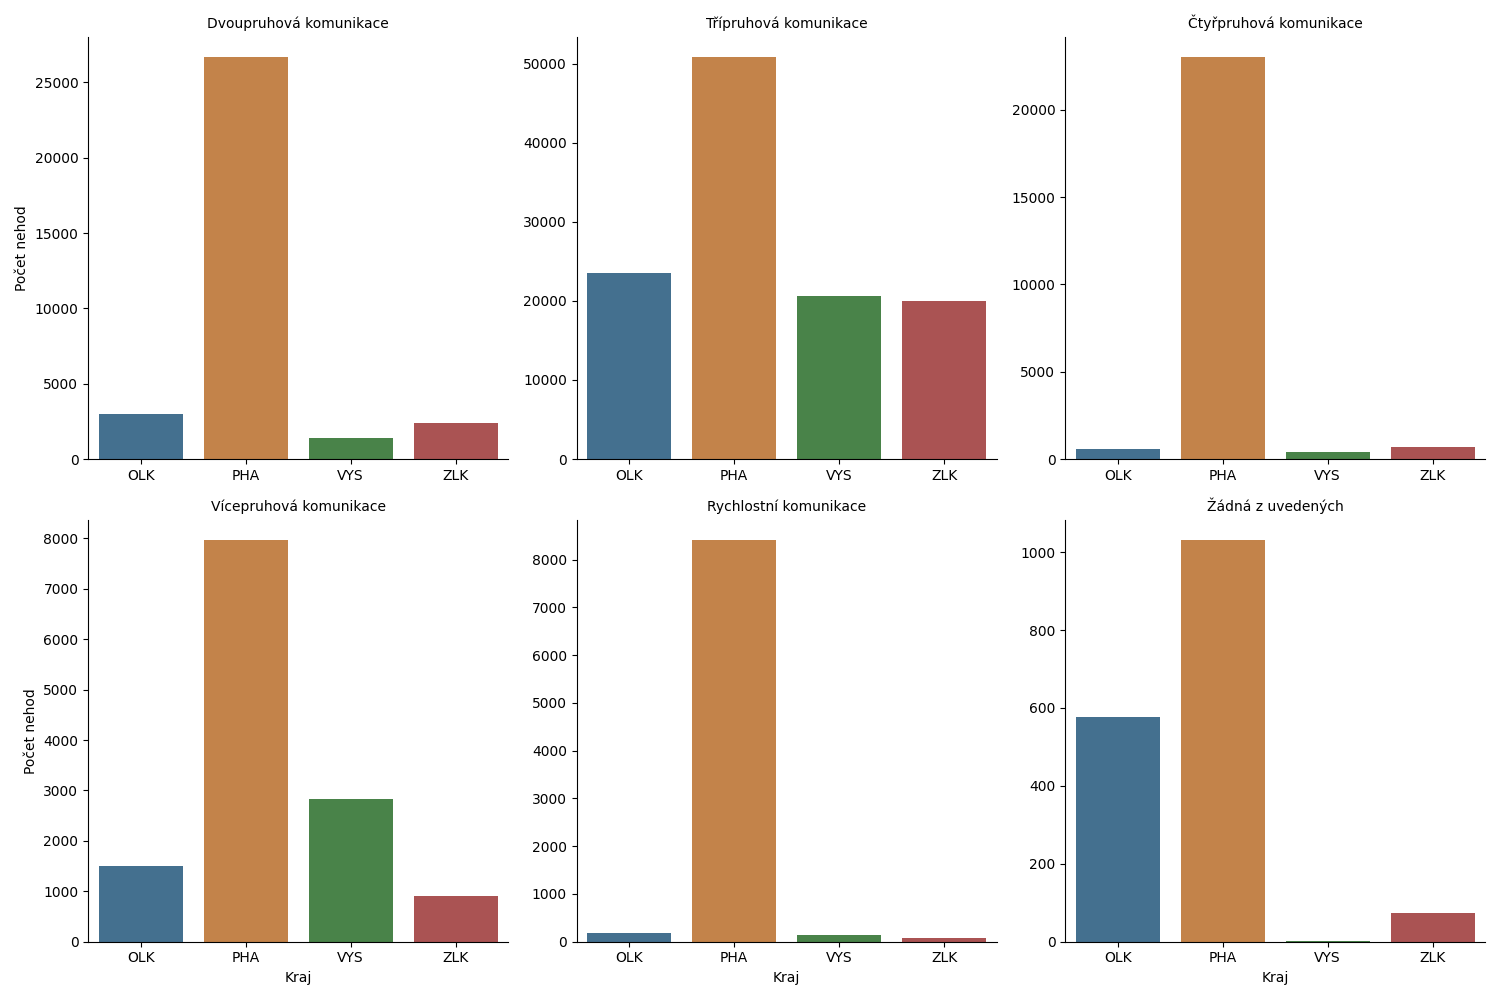 Dvoupruhová komunikace
Třípruhová komunikace
Čtyřpruhová komunikace
Počet nehod
25000
20000
15000
10000
5000
0
OLK PHA VYS ZLK
50000
40000
30000
20000
10000
0
OLK PHA VYS ZLK
20000
15000
10000
5000
0
OLK PHA VYS ZLK
Vícepruhová komunikace
Rychlostní komunikace
Žádná z uvedených
Počet nehod
8000
7000
6000
5000
4000
3000
2000
1000
0
OLK PHA VYS ZLK
Kraj
8000
7000
6000
5000
4000
3000
2000
1000
0
OLK PHA VYS ZLK
Kraj
1000
800
600
400
200
0
OLK PHA VYS ZLK
Kraj